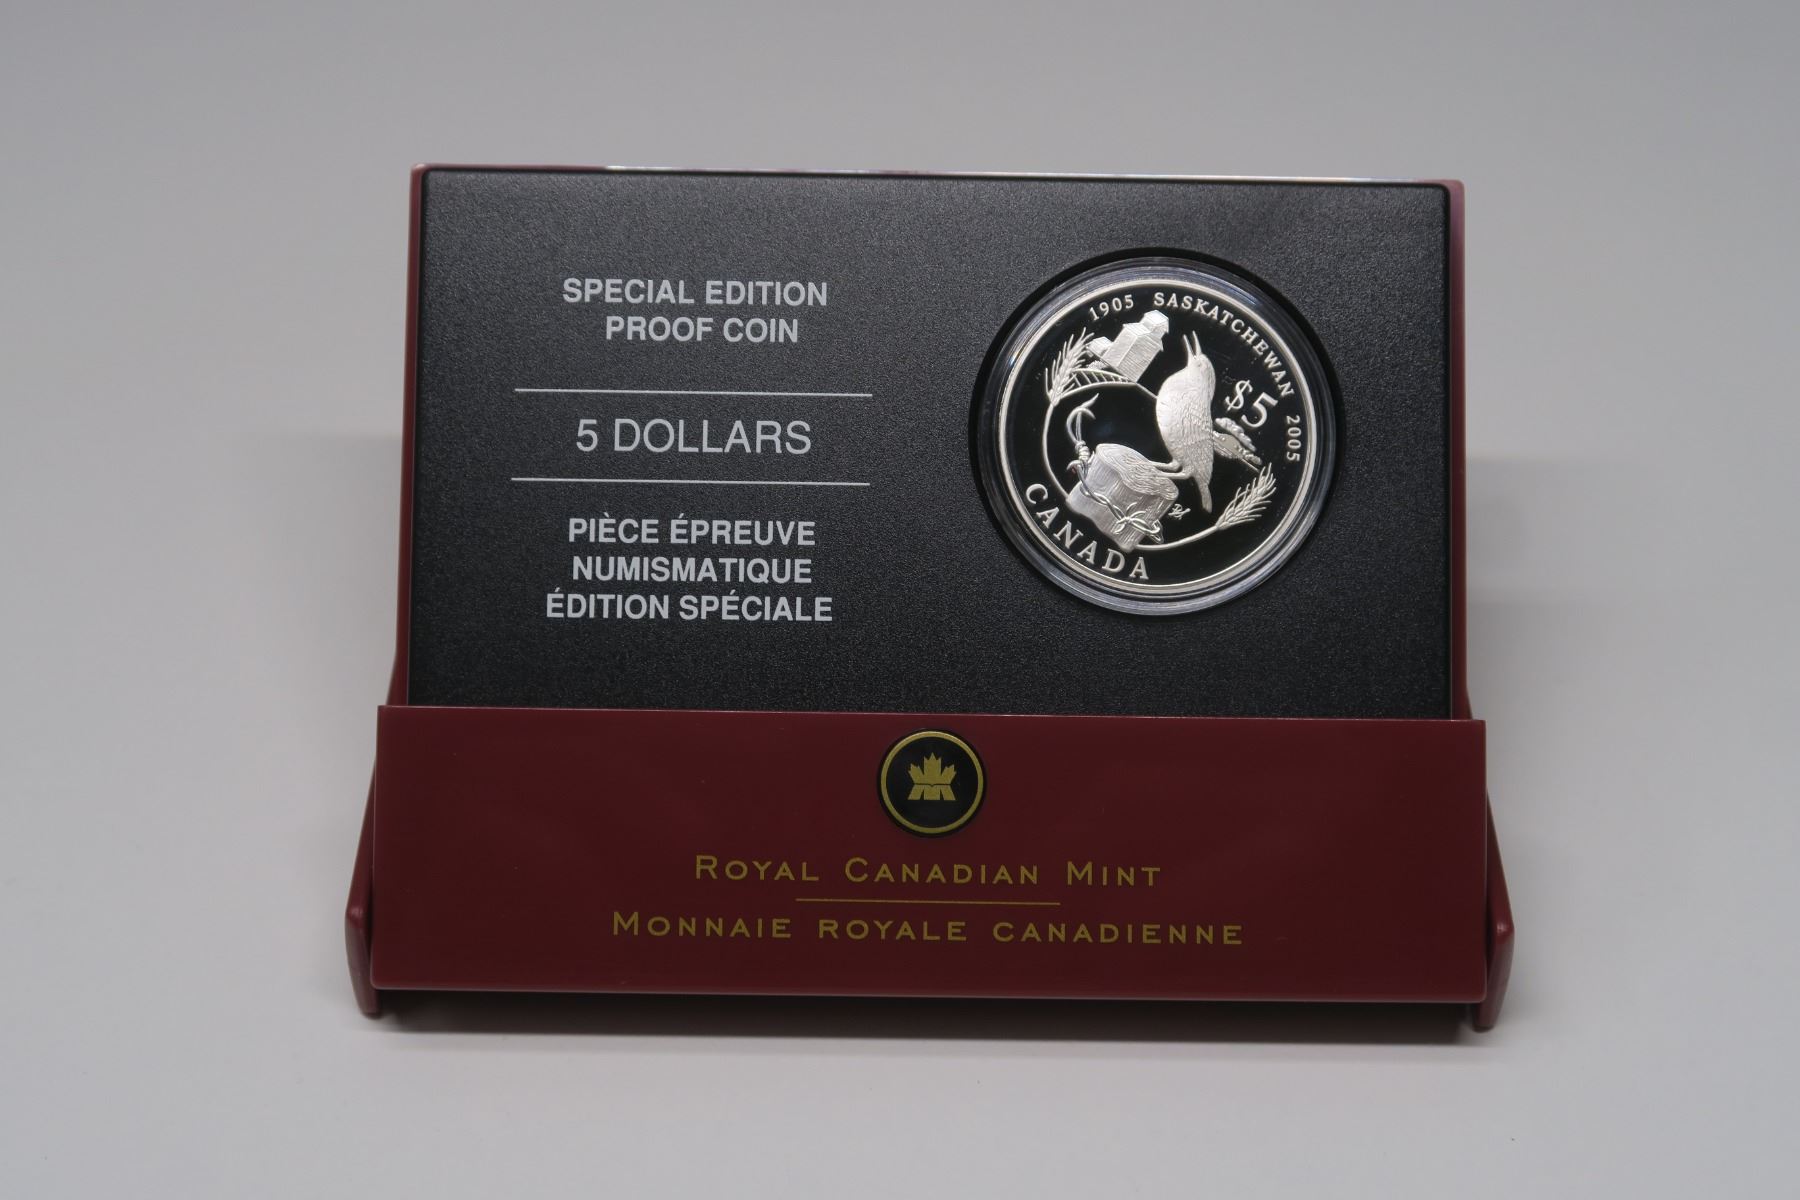 SPECIAL EDITION
PROOF COIN
5 DOLLARS
PIÈCE ÉPREUVE
NUMISMATIQUE
ÉDITION SPÉCIALE
1905 SASKATCHEWAN 2005
$5
CANADA
ROYAL CANADIAN MINT
MONNAIE ROYALE CANADIENNE